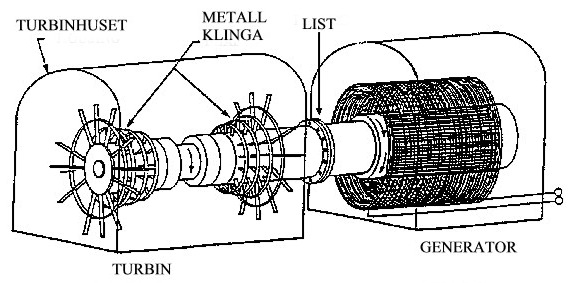 TURBINHUSET
METALL
KLINGA
LIST
TURBIN
GENERATOR